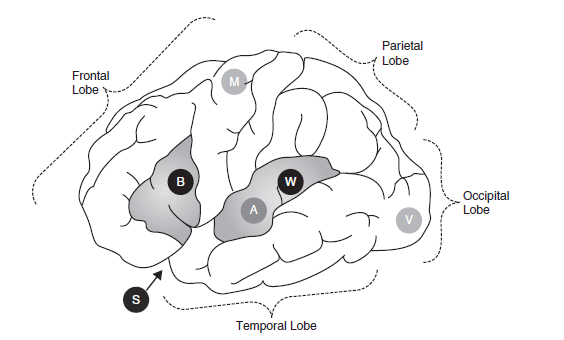 Parietal
Lobe
Frontal
Lobe
M
B
W
A
V
Occipital
Lobe
S
Temporal Lobe